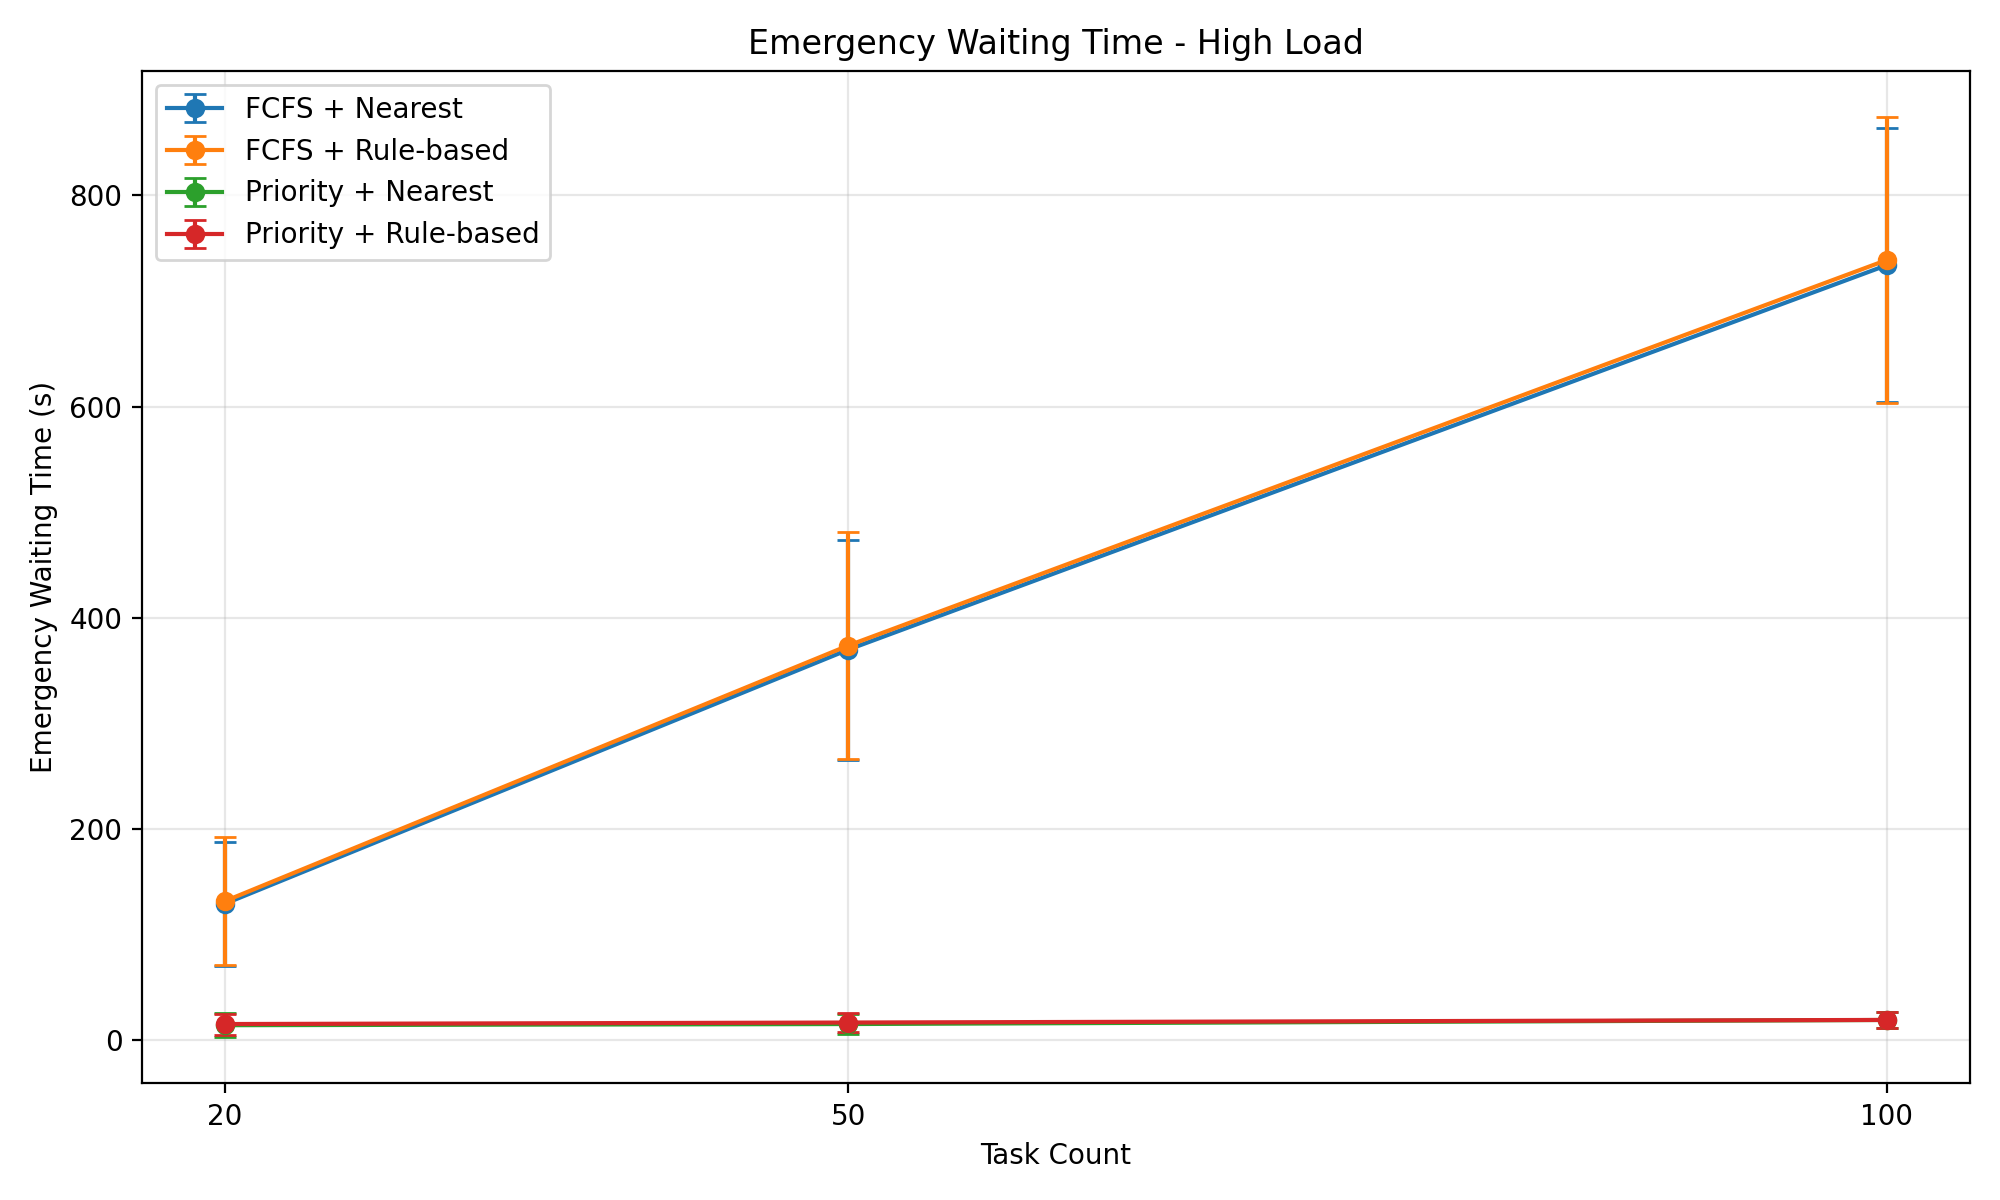 Emergency Waiting Time - High Load
FCFS + Nearest
FCFS + Rule-based
Priority + Nearest
Priority + Rule-based
Emergency Waiting Time (s)
800
600
400
200
0
20
50
100
Task Count